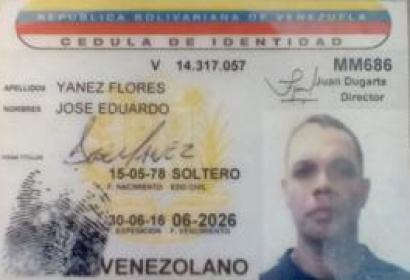 REPUBLICA BOLIVARIANA DE VENEZUELA
CEDULA DE IDENTIDAD
V 14.317.057 MM686
Juan Dugarte
Director
APELLIDOS YANEZ FLORES
NOMBRES JOSE EDUARDO
FIRMA TITULAR
15-05-78 SOLTERO
F. NACIMIENTO EDO CIVIL
30-06-16 06-2026
EXPEDICION F. VENCIMIENTO
VENEZOLANO